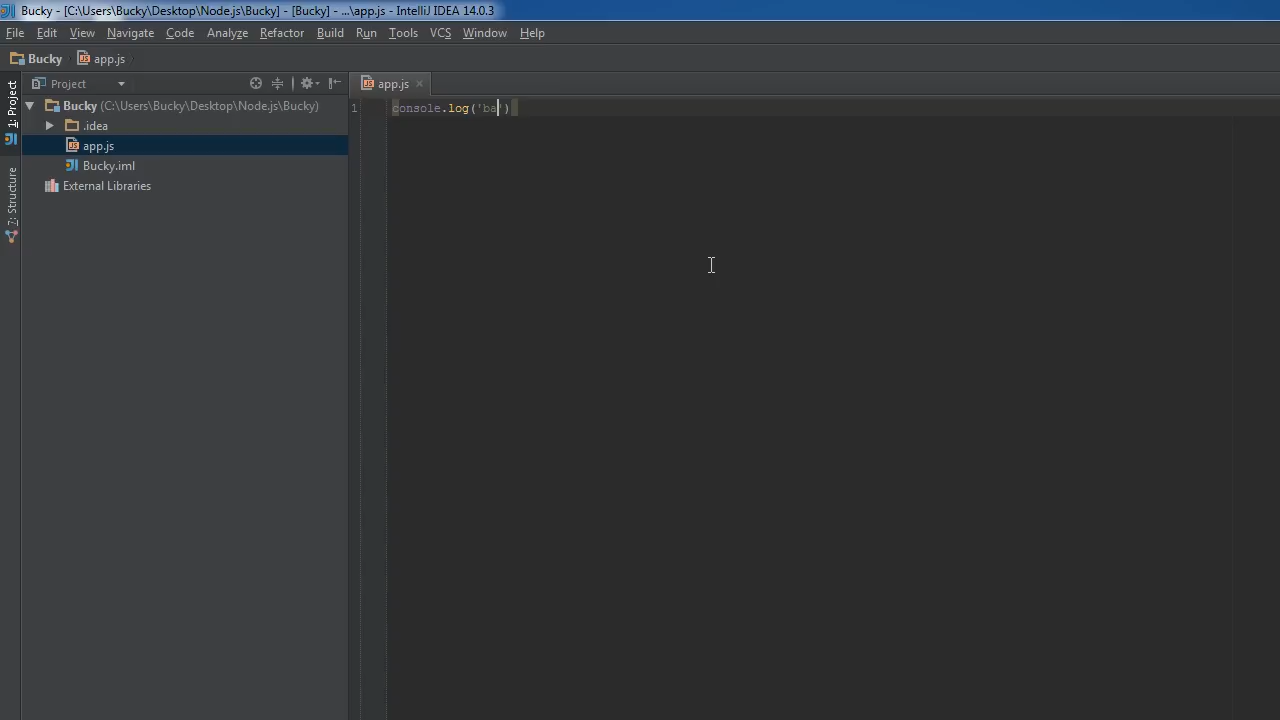 Bucky - [C:\Users\Bucky\Desktop\Node.js\Bucky] - [Bucky] - ...\app.js - IntelliJ IDEA 14.0.3
File Edit View Navigate Code Analyze Refactor Build Run Tools VCS Window Help
Bucky app.js
1: Project
7: Structure
Project
Bucky (C:\Users\Bucky\Desktop\Node.js\Bucky)
.idea
app.js
Bucky.iml
External Libraries
app.js
1 console.log('ba')